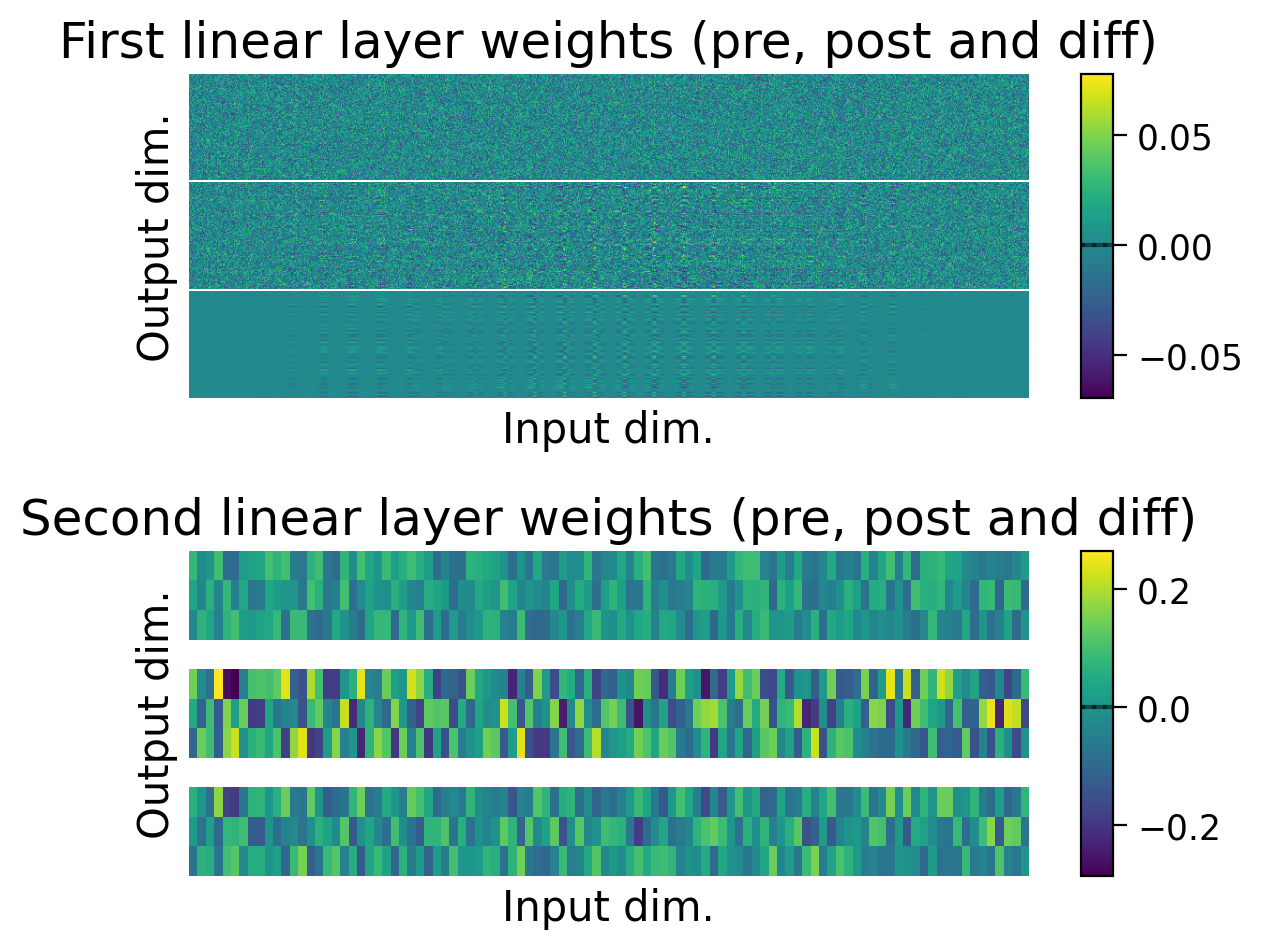 First linear layer weights (pre, post and diff)
Output dim.
0.05
0.00
−0.05
Input dim.
Second linear layer weights (pre, post and diff)
Output dim.
0.2
0.0
−0.2
Input dim.